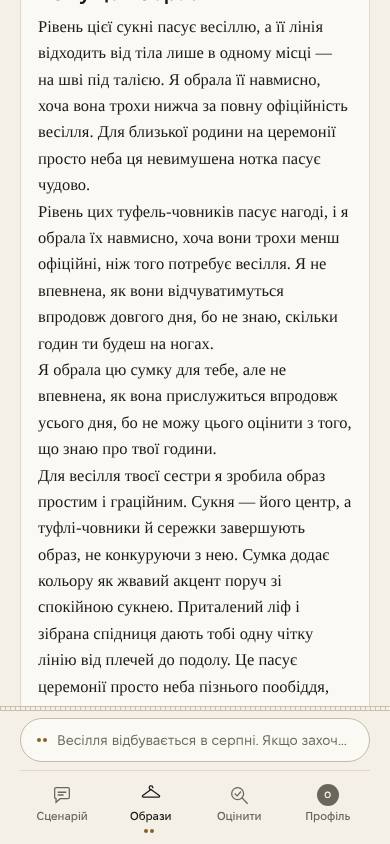 Рівень цієї сукні пасує весіллю, а її лінія
відходить від тіла лише в одному місці —
на шві під талією. Я обрала її навмисно,
хоча вона трохи нижча за повну офіційність
весілля. Для близької родини на церемонії
просто неба ця невимушена нотка пасує
чудово.
Рівень цих туфель-човників пасує нагоді, і я
обрала їх навмисно, хоча вони трохи менш
офіційні, ніж того потребує весілля. Я не
впевнена, як вони відчуватимуться
впродовж довгого дня, бо не знаю, скільки
годин ти будеш на ногах.
Я обрала цю сумку для тебе, але не
впевнена, як вона прислужиться впродовж
усього дня, бо не можу цього оцінити з того,
що знаю про твої години.
Для весілля твоєї сестри я зробила образ
простим і граційним. Сукня — його центр, а
туфлі-човники й сережки завершують
образ, не конкуруючи з нею. Сумка додає
кольору як жвавий акцент поруч зі
спокійною сукнею. Приталений ліф і
зібрана спідниця дають тобі одну чітку
лінію від плечей до подолу. Це пасує
церемонії просто неба пізнього пообіддя,
Весілля відбувається в серпні. Якщо захоч...
Сценарій
Образи
Оцінити
О
Профіль